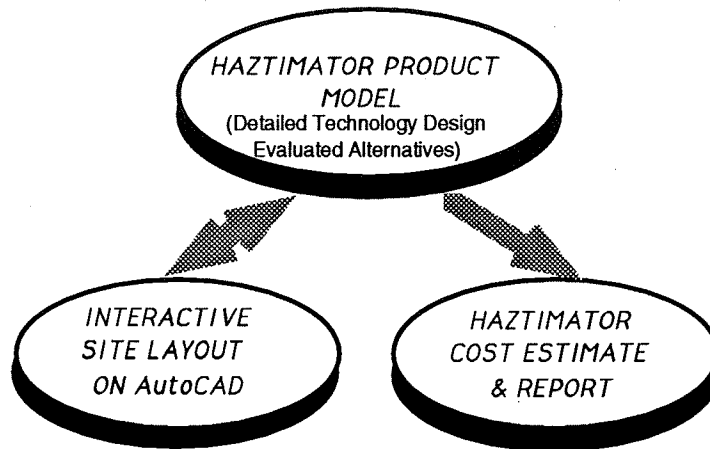 HAZTIMATOR PRODUCT
MODEL
(Detailed Technology Design
Evaluated Alternatives)
INTERACTIVE
SITE LAYOUT
ON AutoCAD
HAZTIMATOR
COST ESTIMATE
& REPORT